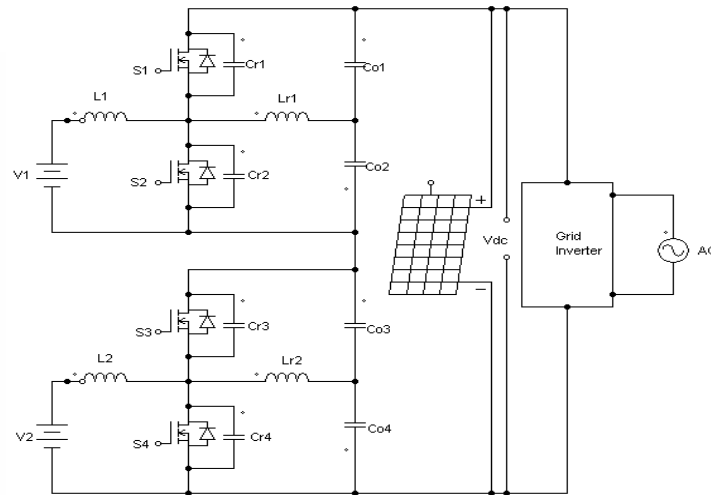 S1
Cr1
Co1
L1
Lr1
V1
S2
Cr2
Co2
+
Vdc
Grid
Inverter
AC
−
S3
Cr3
Co3
L2
Lr2
V2
S4
Cr4
Co4